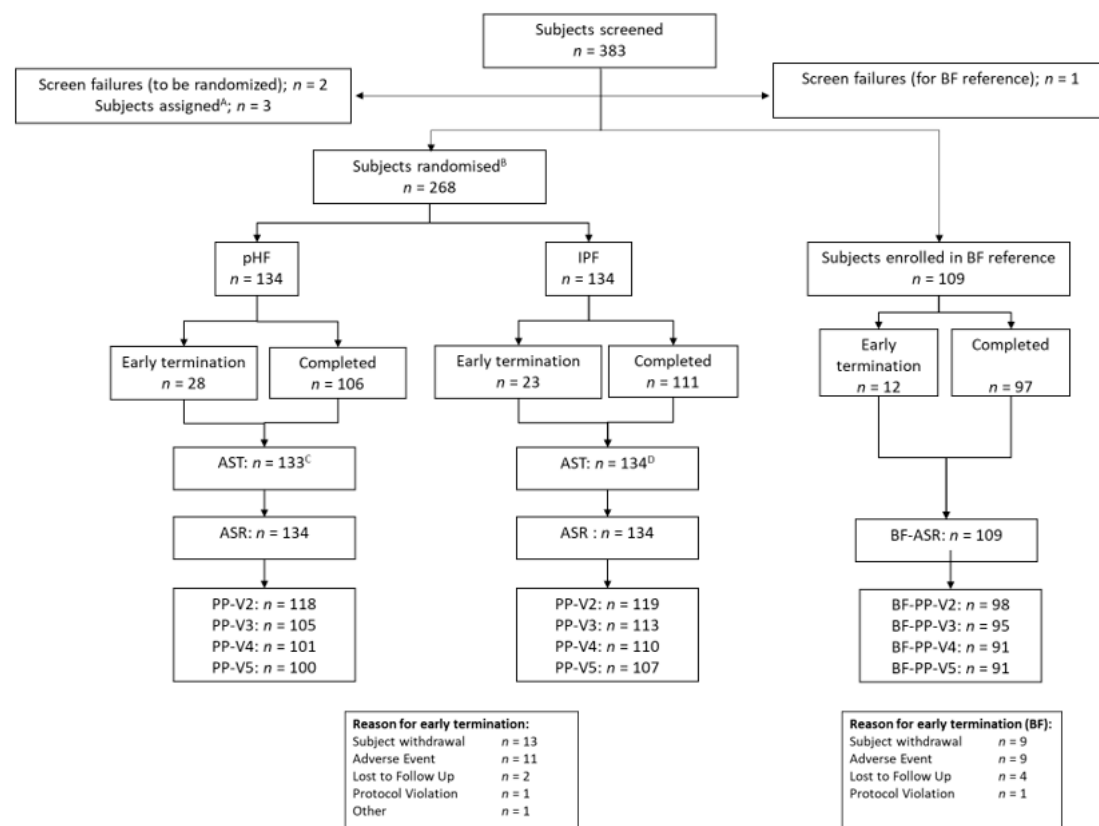 Subjects screened
n = 383
Screen failures (to be randomized); n = 2
Subjects assignedᴬ; n = 3
Screen failures (for BF reference); n = 1
Subjects randomisedᴮ
n = 268
pHF
n = 134
IPF
n = 134
Subjects enrolled in BF reference
n = 109
Early termination
n = 28
Completed
n = 106
Early termination
n = 23
Completed
n = 111
Early
termination
n = 12
Completed
n = 97
AST: n = 133ᶜ
AST: n = 134ᴰ
ASR: n = 134
ASR : n = 134
BF-ASR: n = 109
PP-V2: n = 118
PP-V3: n = 105
PP-V4: n = 101
PP-V5: n = 100
PP-V2: n = 119
PP-V3: n = 113
PP-V4: n = 110
PP-V5: n = 107
BF-PP-V2: n = 98
BF-PP-V3: n = 95
BF-PP-V4: n = 91
BF-PP-V5: n = 91
Reason for early termination:
Subject withdrawal n = 13
Adverse Event n = 11
Lost to Follow Up n = 2
Protocol Violation n = 1
Other n = 1
Reason for early termination (BF):
Subject withdrawal n = 9
Adverse Event n = 9
Lost to Follow Up n = 4
Protocol Violation n = 1